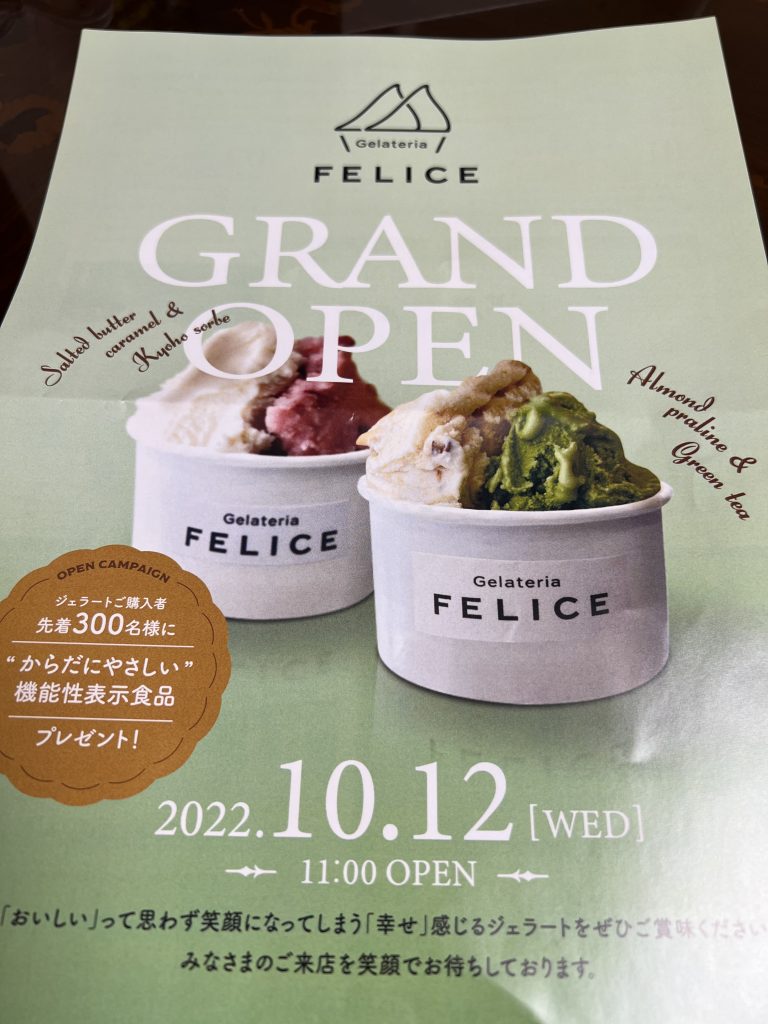 Gelateria
FELICE
GRAND
OPEN
Salted butter
caramel &
Kyoho sorbe
Almond
praline &
Green tea
Gelateria
FELICE
Gelateria
FELICE
OPEN CAMPAIGN
ジェラートご購入者
先着300名様に
“からだにやさしい”
機能性表示食品
プレゼント!
2022.10.12[WED]
11:00 OPEN
「おいしい」って思わず笑顔になってしまう「幸せ」感じるジェラートをぜひご賞味ください
みなさまのご来店を笑顔でお待ちしております。